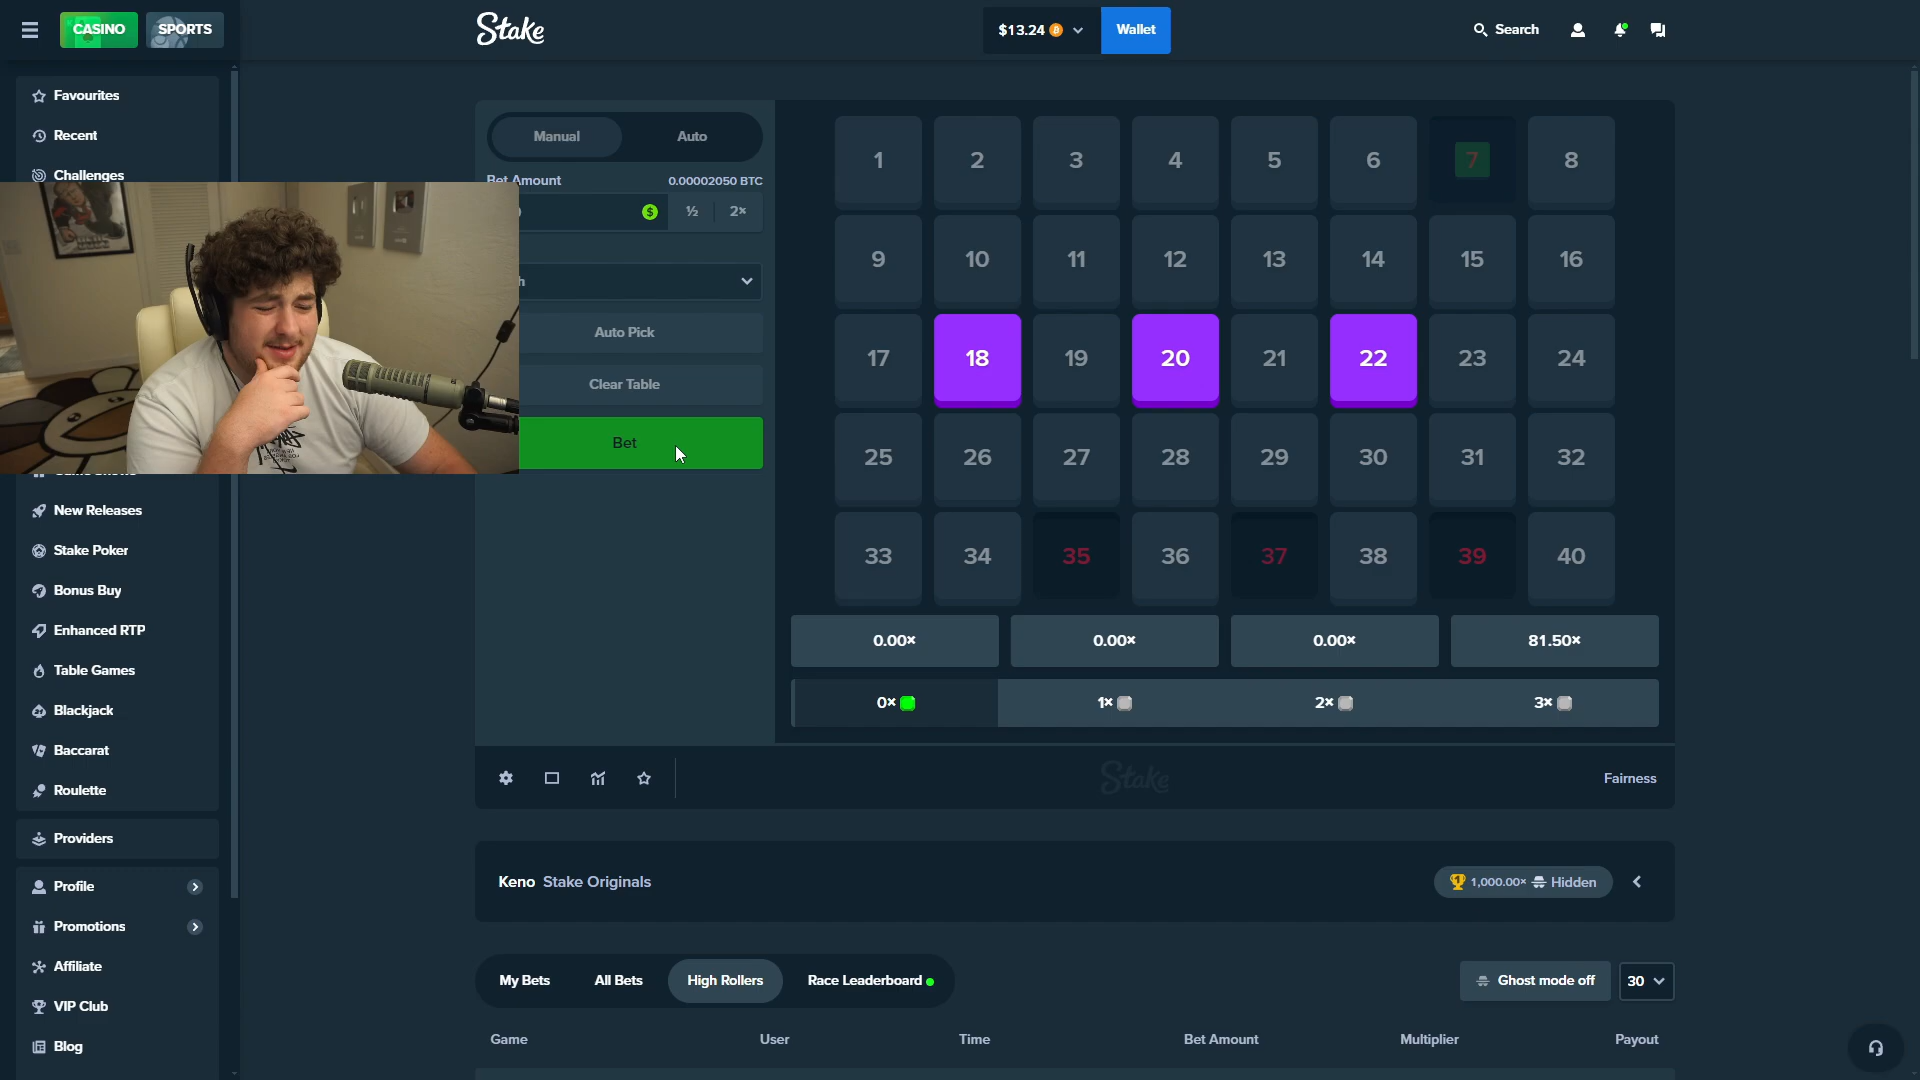 CASINO
SPORTS
Stake
$13.24
Wallet
Search
Favourites
Recent
Challenges
New Releases
Stake Poker
Bonus Buy
Enhanced RTP
Table Games
Blackjack
Baccarat
Roulette
Providers
Profile
Promotions
Affiliate
VIP Club
Blog
Manual
Auto
Bet Amount
0.00002050 BTC
½
2×
Auto Pick
Clear Table
Bet
1 2 3 4 5 6 7 8
9 10 11 12 13 14 15 16
17 18 19 20 21 22 23 24
25 26 27 28 29 30 31 32
33 34 35 36 37 38 39 40
0.00× 0.00× 0.00× 81.50×
0× 1× 2× 3×
Stake
Fairness
Keno Stake Originals
1,000.00× Hidden
My Bets
All Bets
High Rollers
Race Leaderboard
Ghost mode off
30
Game User Time Bet Amount Multiplier Payout